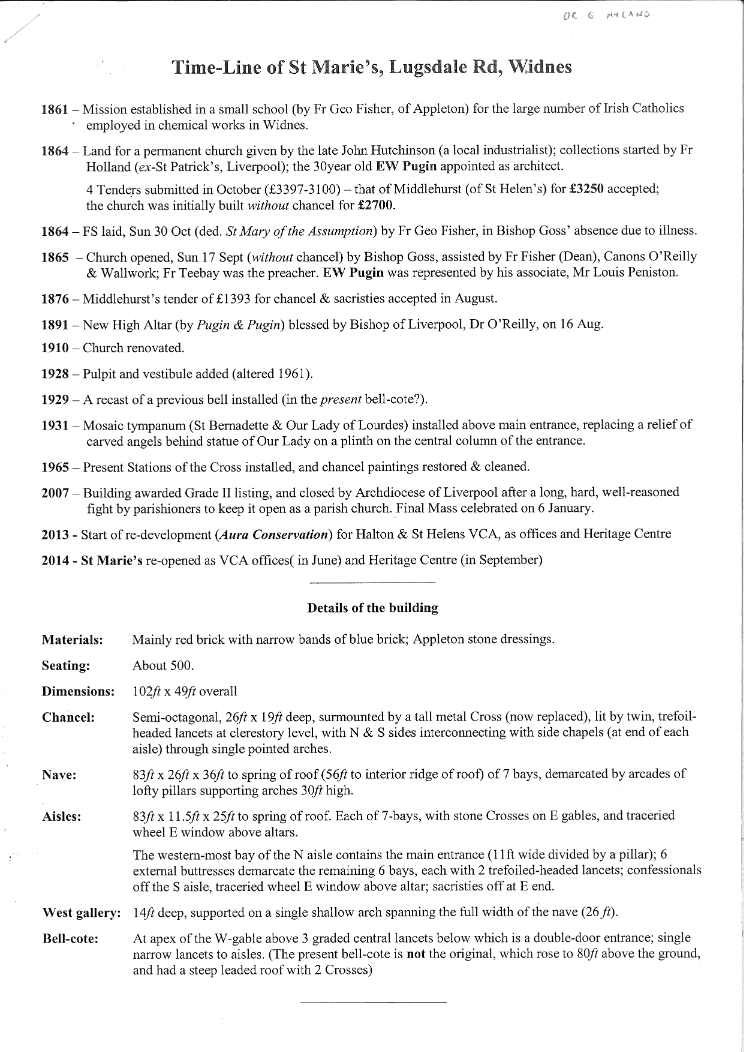 DR G HYLAND
Time-Line of St Marie's, Lugsdale Rd, Widnes
1861 – Mission established in a small school (by Fr Geo Fisher, of Appleton) for the large number of Irish Catholics
employed in chemical works in Widnes.
1864 – Land for a permanent church given by the late John Hutchinson (a local industrialist); collections started by Fr
Holland (ex-St Patrick's, Liverpool); the 30year old EW Pugin appointed as architect.
4 Tenders submitted in October (£3397-3100) – that of Middlehurst (of St Helen's) for £3250 accepted;
the church was initially built without chancel for £2700.
1864 – FS laid, Sun 30 Oct (ded. St Mary of the Assumption) by Fr Geo Fisher, in Bishop Goss' absence due to illness.
1865 – Church opened, Sun 17 Sept (without chancel) by Bishop Goss, assisted by Fr Fisher (Dean), Canons O'Reilly
& Wallwork; Fr Teebay was the preacher. EW Pugin was represented by his associate, Mr Louis Peniston.
1876 – Middlehurst's tender of £1393 for chancel & sacristies accepted in August.
1891 – New High Altar (by Pugin & Pugin) blessed by Bishop of Liverpool, Dr O'Reilly, on 16 Aug.
1910 – Church renovated.
1928 – Pulpit and vestibule added (altered 1961).
1929 – A recast of a previous bell installed (in the present bell-cote?).
1931 – Mosaic tympanum (St Bernadette & Our Lady of Lourdes) installed above main entrance, replacing a relief of
carved angels behind statue of Our Lady on a plinth on the central column of the entrance.
1965 – Present Stations of the Cross installed, and chancel paintings restored & cleaned.
2007 – Building awarded Grade II listing, and closed by Archdiocese of Liverpool after a long, hard, well-reasoned
fight by parishioners to keep it open as a parish church. Final Mass celebrated on 6 January.
2013 - Start of re-development (Aura Conservation) for Halton & St Helens VCA, as offices and Heritage Centre
2014 - St Marie's re-opened as VCA offices( in June) and Heritage Centre (in September)
Details of the building
Materials: Mainly red brick with narrow bands of blue brick; Appleton stone dressings.
Seating: About 500.
Dimensions: 102ft x 49ft overall
Chancel: Semi-octagonal, 26ft x 19ft deep, surmounted by a tall metal Cross (now replaced), lit by twin, trefoil-
headed lancets at clerestory level, with N & S sides interconnecting with side chapels (at end of each
aisle) through single pointed arches.
Nave: 83ft x 26ft x 36ft to spring of roof (56ft to interior ridge of roof) of 7 bays, demarcated by arcades of
lofty pillars supporting arches 30ft high.
Aisles: 83ft x 11.5ft x 25ft to spring of roof. Each of 7-bays, with stone Crosses on E gables, and traceried
wheel E window above altars.
The western-most bay of the N aisle contains the main entrance (11ft wide divided by a pillar); 6
external buttresses demarcate the remaining 6 bays, each with 2 trefoiled-headed lancets; confessionals
off the S aisle, traceried wheel E window above altar; sacristies off at E end.
West gallery: 14ft deep, supported on a single shallow arch spanning the full width of the nave (26 ft).
Bell-cote: At apex of the W-gable above 3 graded central lancets below which is a double-door entrance; single
narrow lancets to aisles. (The present bell-cote is not the original, which rose to 80ft above the ground,
and had a steep leaded roof with 2 Crosses)